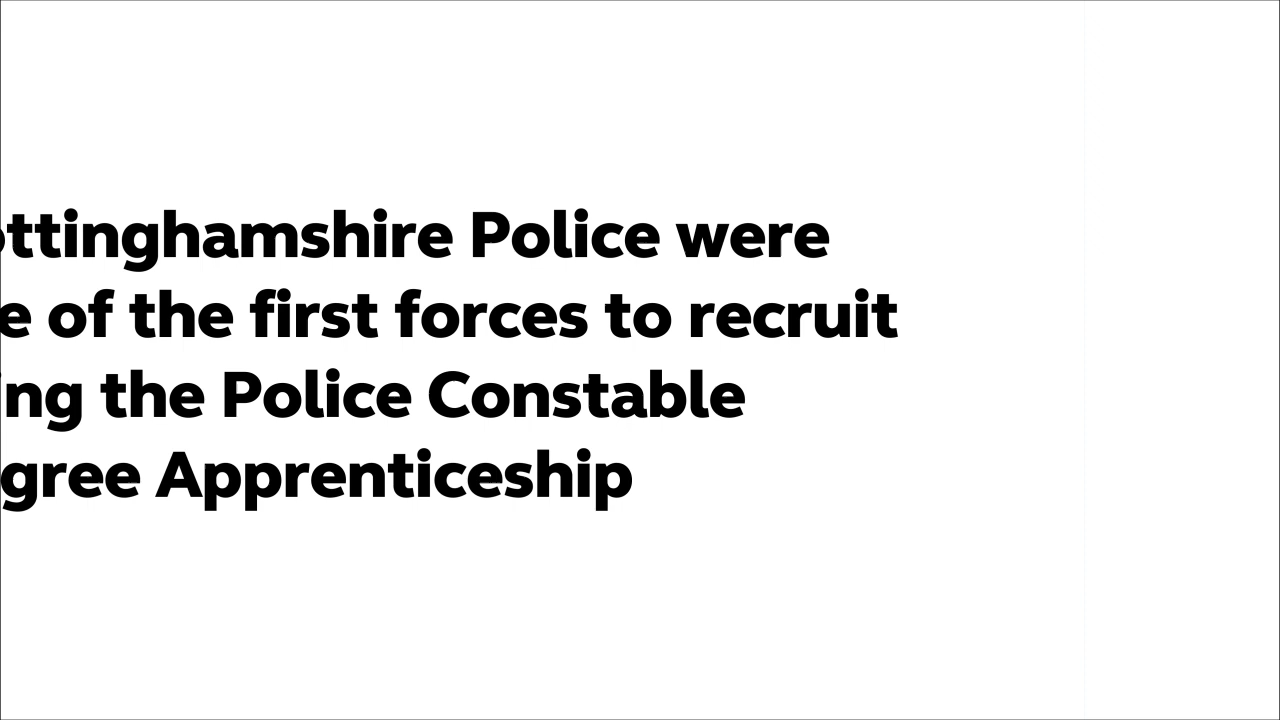 ottinghamshire Police were
e of the first forces to recruit
ing the Police Constable
gree Apprenticeship